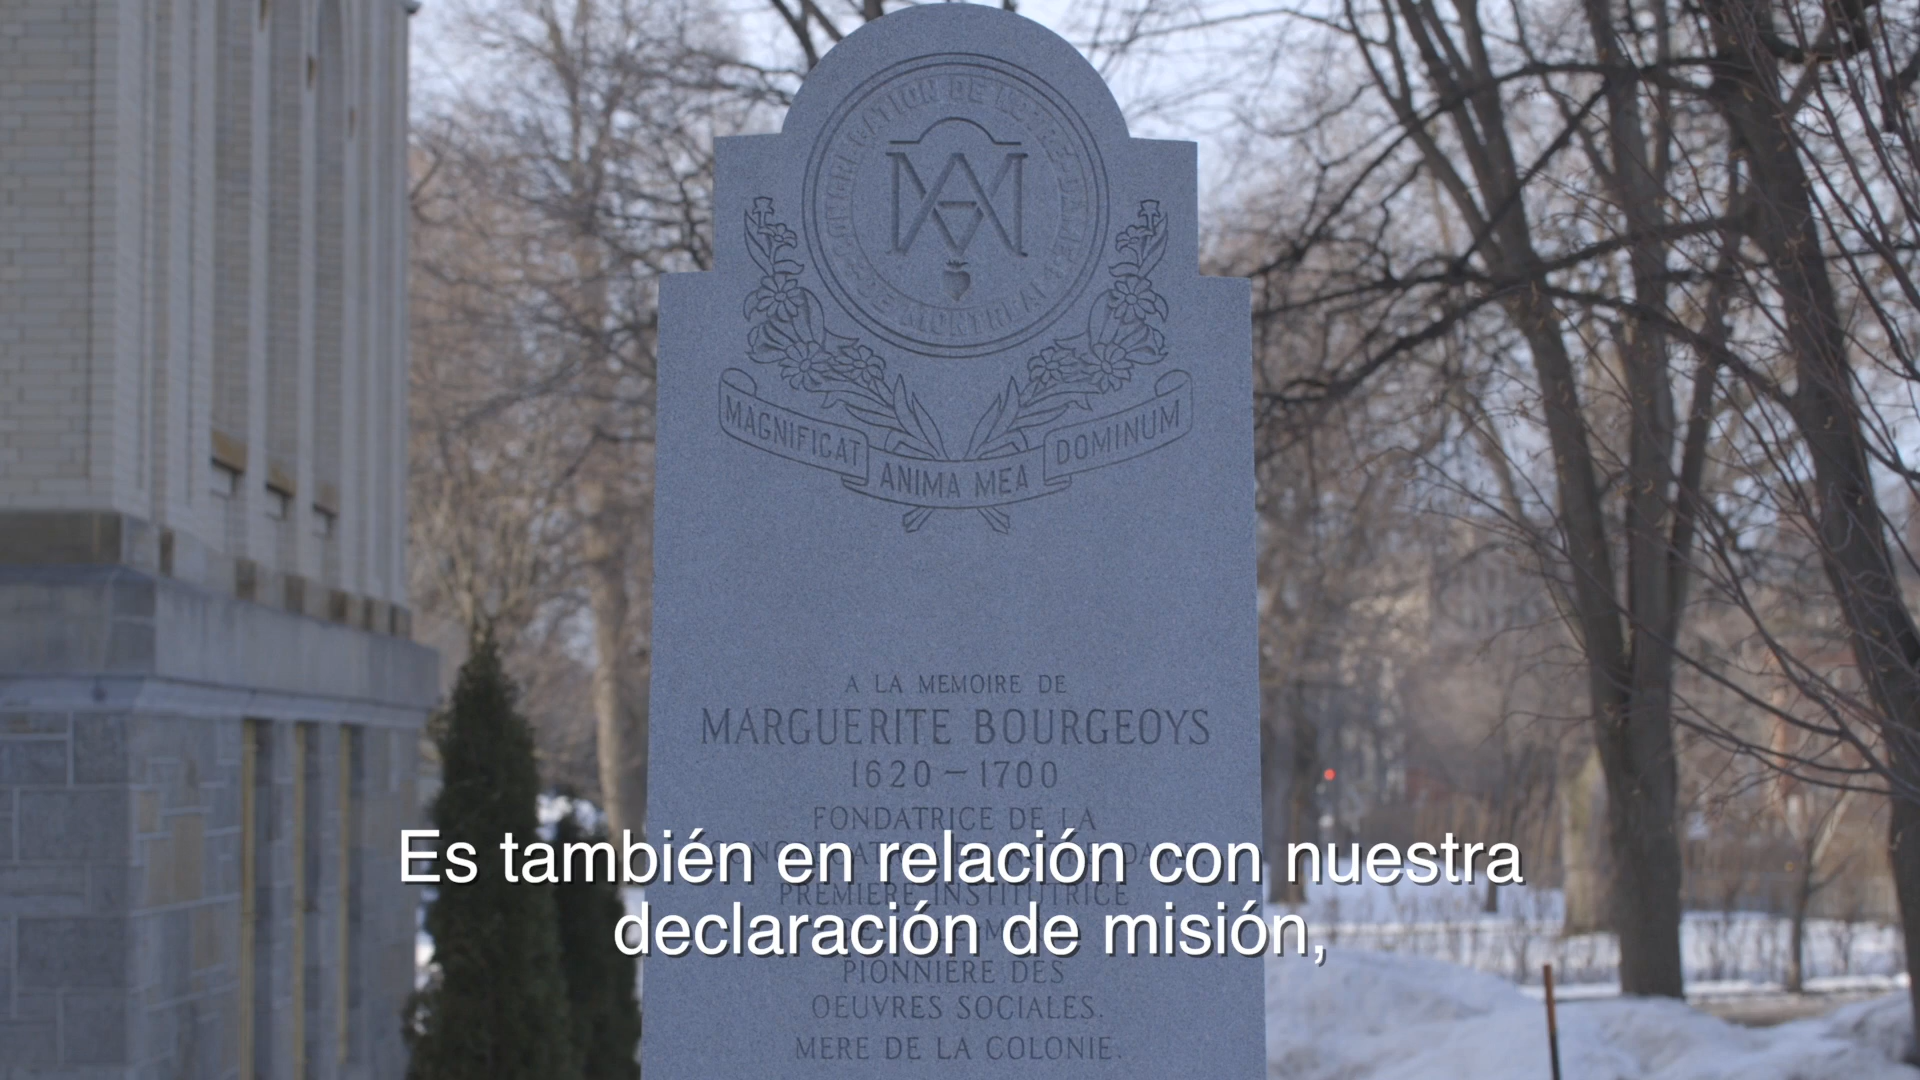 CONGREGATION DE NOTRE-DAME
DE MONTREAL
MAGNIFICAT ANIMA MEA DOMINUM
A LA MEMOIRE DE
MARGUERITE BOURGEOYS
1620-1700
FONDATRICE DE LA
Es también en relación con nuestra
PREMIERE INSTITUTRICE
declaración de misión,
PIONNIERE DES
OEUVRES SOCIALES.
MERE DE LA COLONIE.